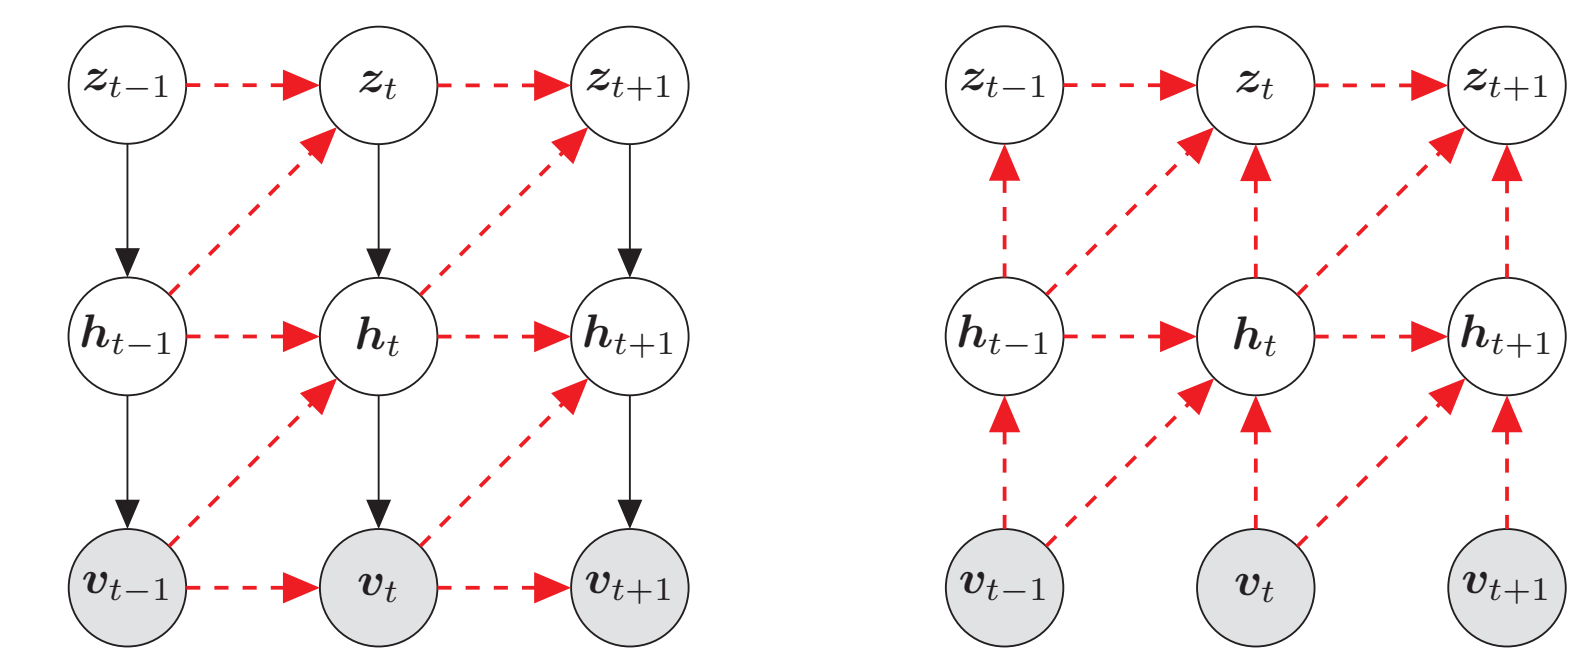 z_{t−1} z_t z_{t+1} z_{t−1} z_t z_{t+1}
h_{t−1} h_t h_{t+1} h_{t−1} h_t h_{t+1}
v_{t−1} v_t v_{t+1} v_{t−1} v_t v_{t+1}